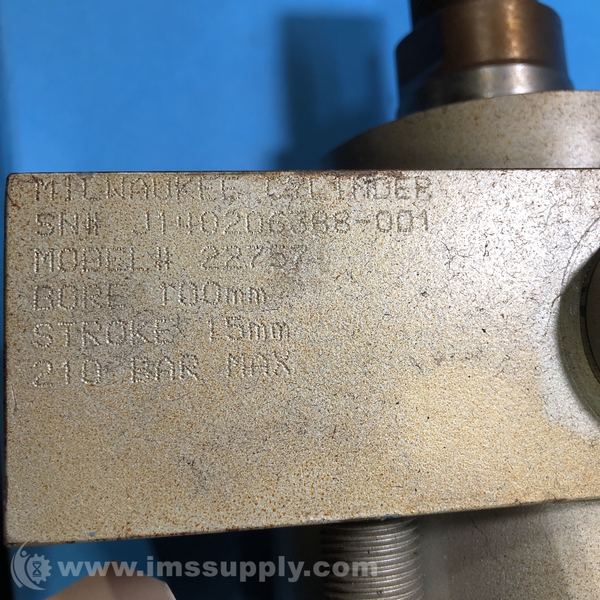 MILWAUKEE CYLINDER
SN# J140206388-001
MODEL# 22757
BORE 100mm
STROKE 15mm
210 BAR MAX
www.imssupply.com